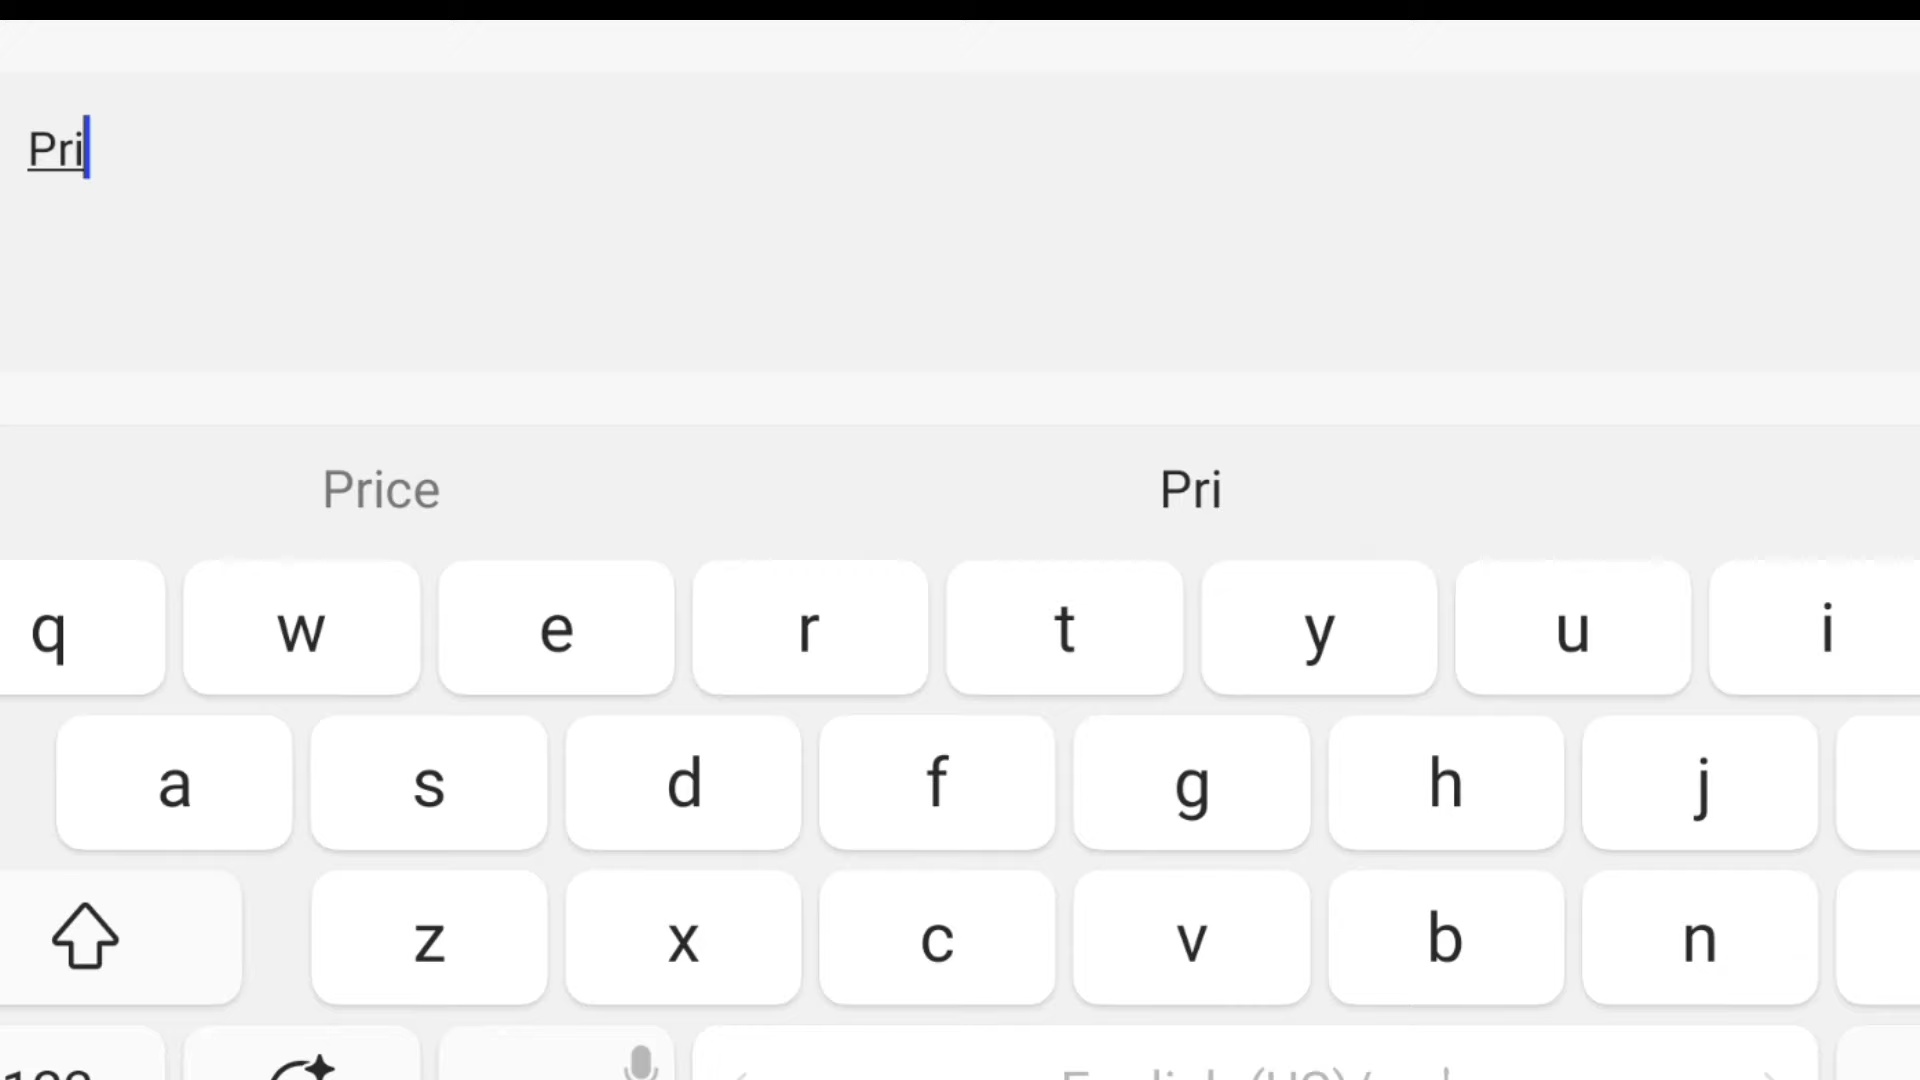 Pri
Price Pri
q w e r t y u i
a s d f g h j
z x c v b n